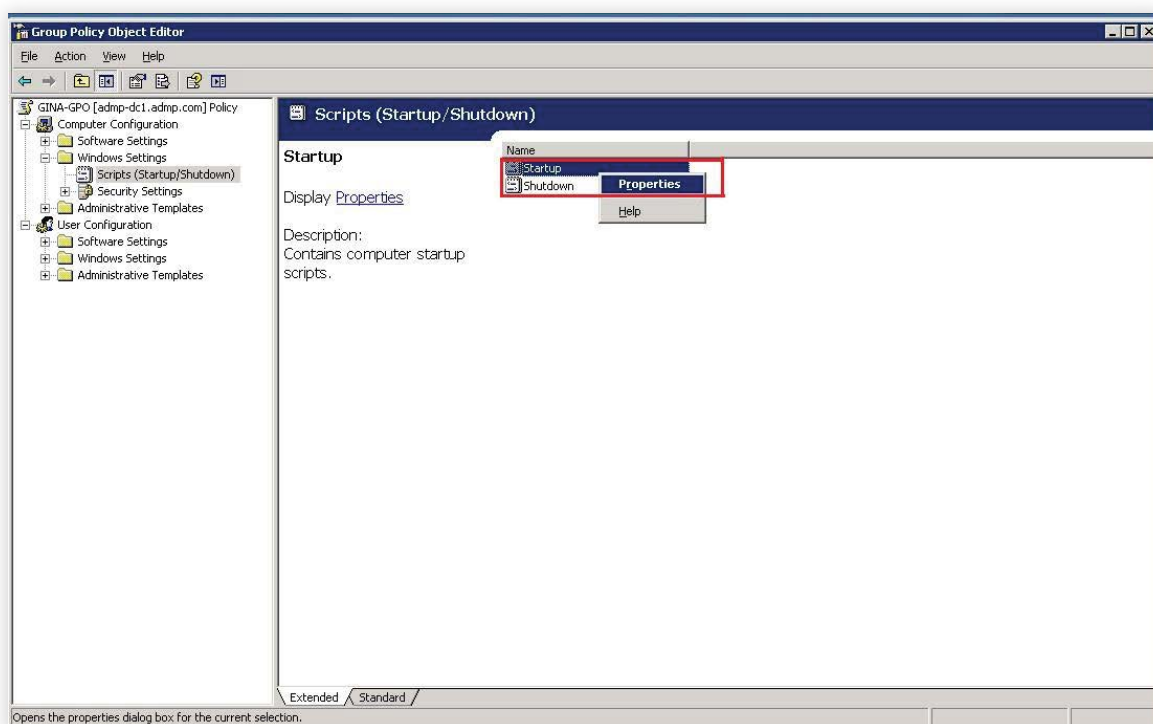 Group Policy Object Editor
File Action View Help
GINA-GPO [admp-dc1.admp.com] Policy
Computer Configuration
Software Settings
Windows Settings
Scripts (Startup/Shutdown)
Security Settings
Administrative Templates
User Configuration
Software Settings
Windows Settings
Administrative Templates
Scripts (Startup/Shutdown)
Startup
Display Properties
Description:
Contains computer startup
scripts.
Name
Startup
Shutdown
Properties
Help
Extended Standard
Opens the properties dialog box for the current selection.